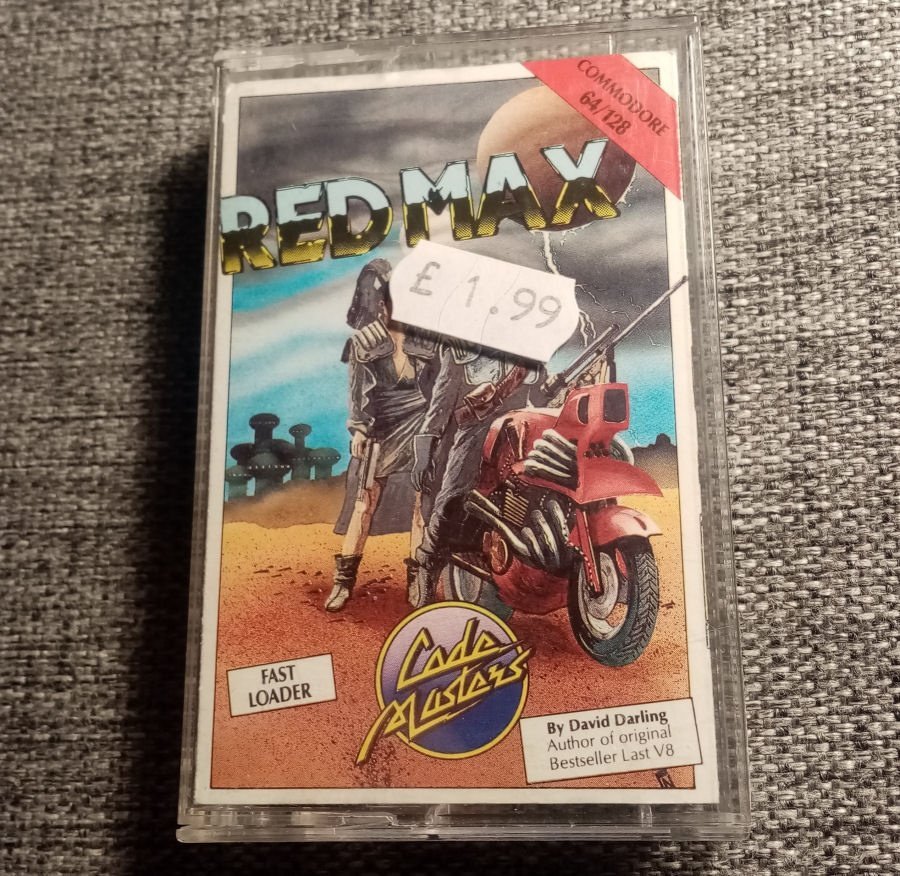 COMMODORE
64/128
RED MAX
£ 1.99
FAST
LOADER
Code
Masters
By David Darling
Author of original
Bestseller Last V8